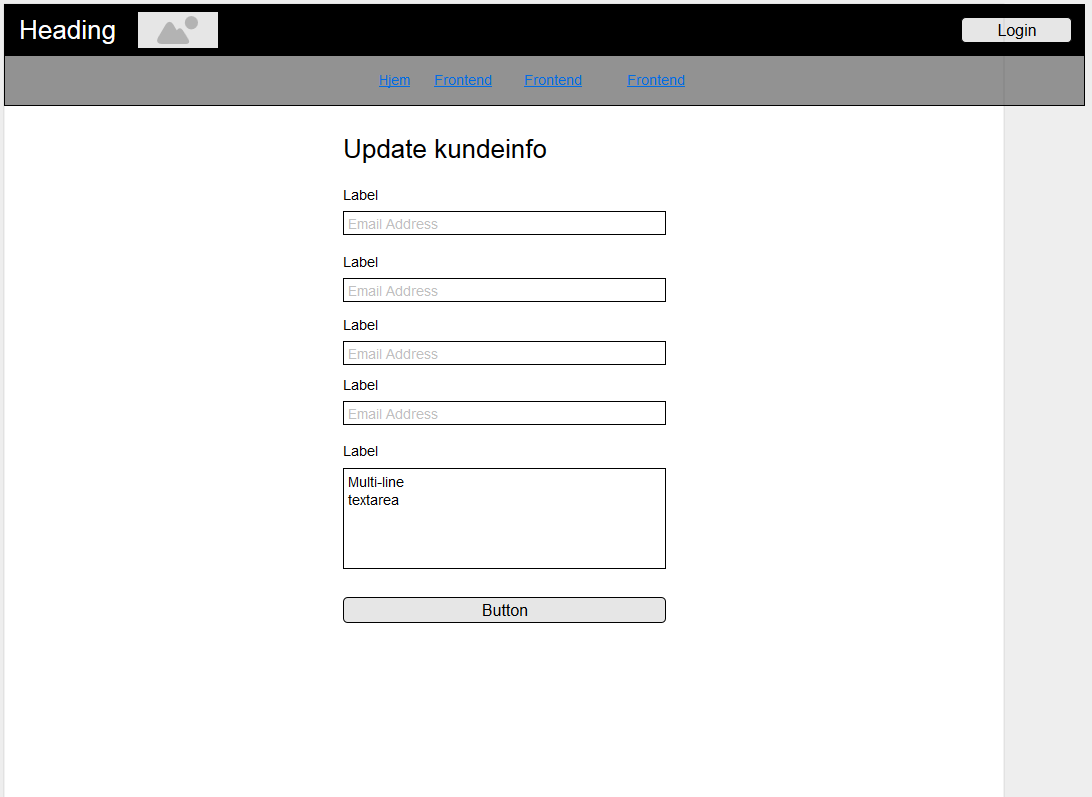 Heading
Login
Hjem Frontend Frontend Frontend
Update kundeinfo
Label
Email Address
Label
Email Address
Label
Email Address
Label
Email Address
Label
Multi-line
textarea
Button